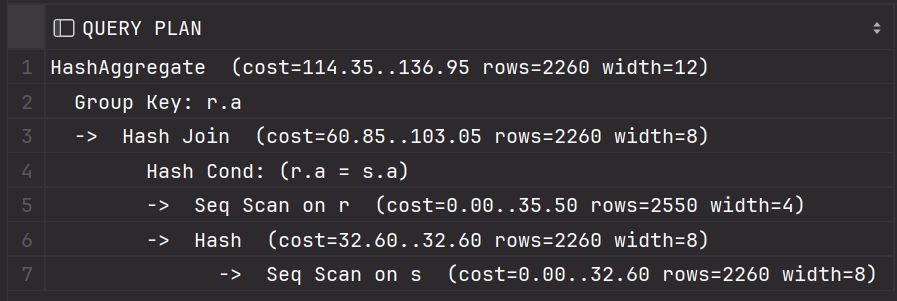 QUERY PLAN
1 HashAggregate  (cost=114.35..136.95 rows=2260 width=12)
2   Group Key: r.a
3   ->  Hash Join  (cost=60.85..103.05 rows=2260 width=8)
4         Hash Cond: (r.a = s.a)
5         ->  Seq Scan on r  (cost=0.00..35.50 rows=2550 width=4)
6         ->  Hash  (cost=32.60..32.60 rows=2260 width=8)
7               ->  Seq Scan on s  (cost=0.00..32.60 rows=2260 width=8)